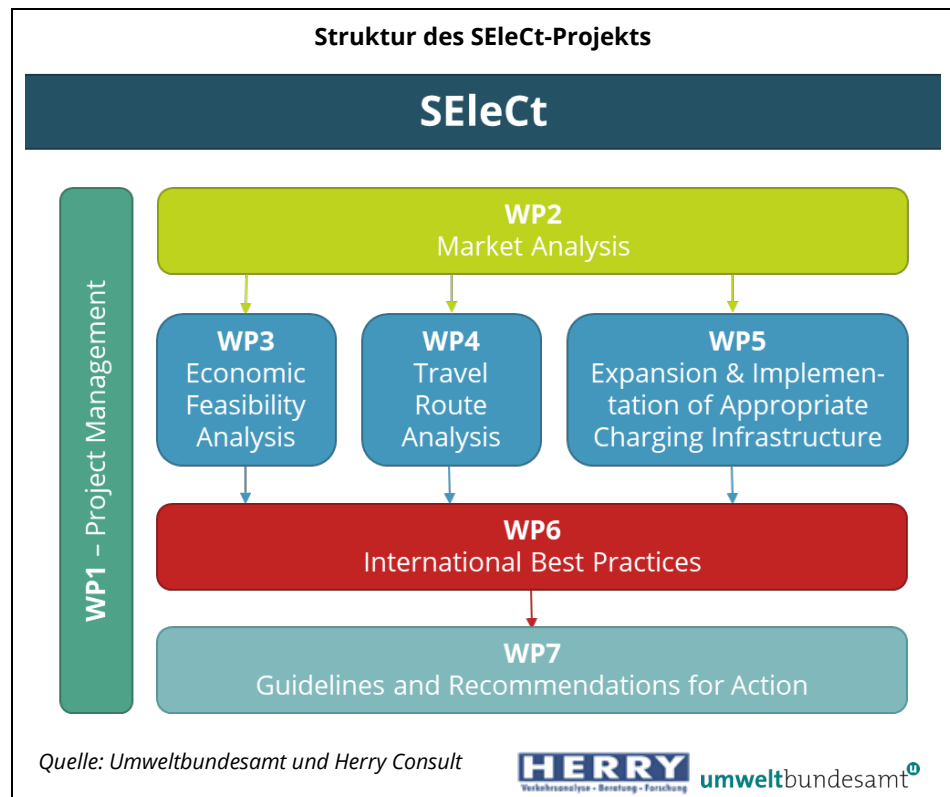 Struktur des SEleCt-Projekts
SEleCt
WP1 – Project Management
WP2
Market Analysis
WP3
Economic
Feasibility
Analysis
WP4
Travel
Route
Analysis
WP5
Expansion & Implemen-
tation of Appropriate
Charging Infrastructure
WP6
International Best Practices
WP7
Guidelines and Recommendations for Action
Quelle: Umweltbundesamt und Herry Consult
HERRY
Verkehrsanalyse - Beratung - Forschung
umweltbundesamt
u